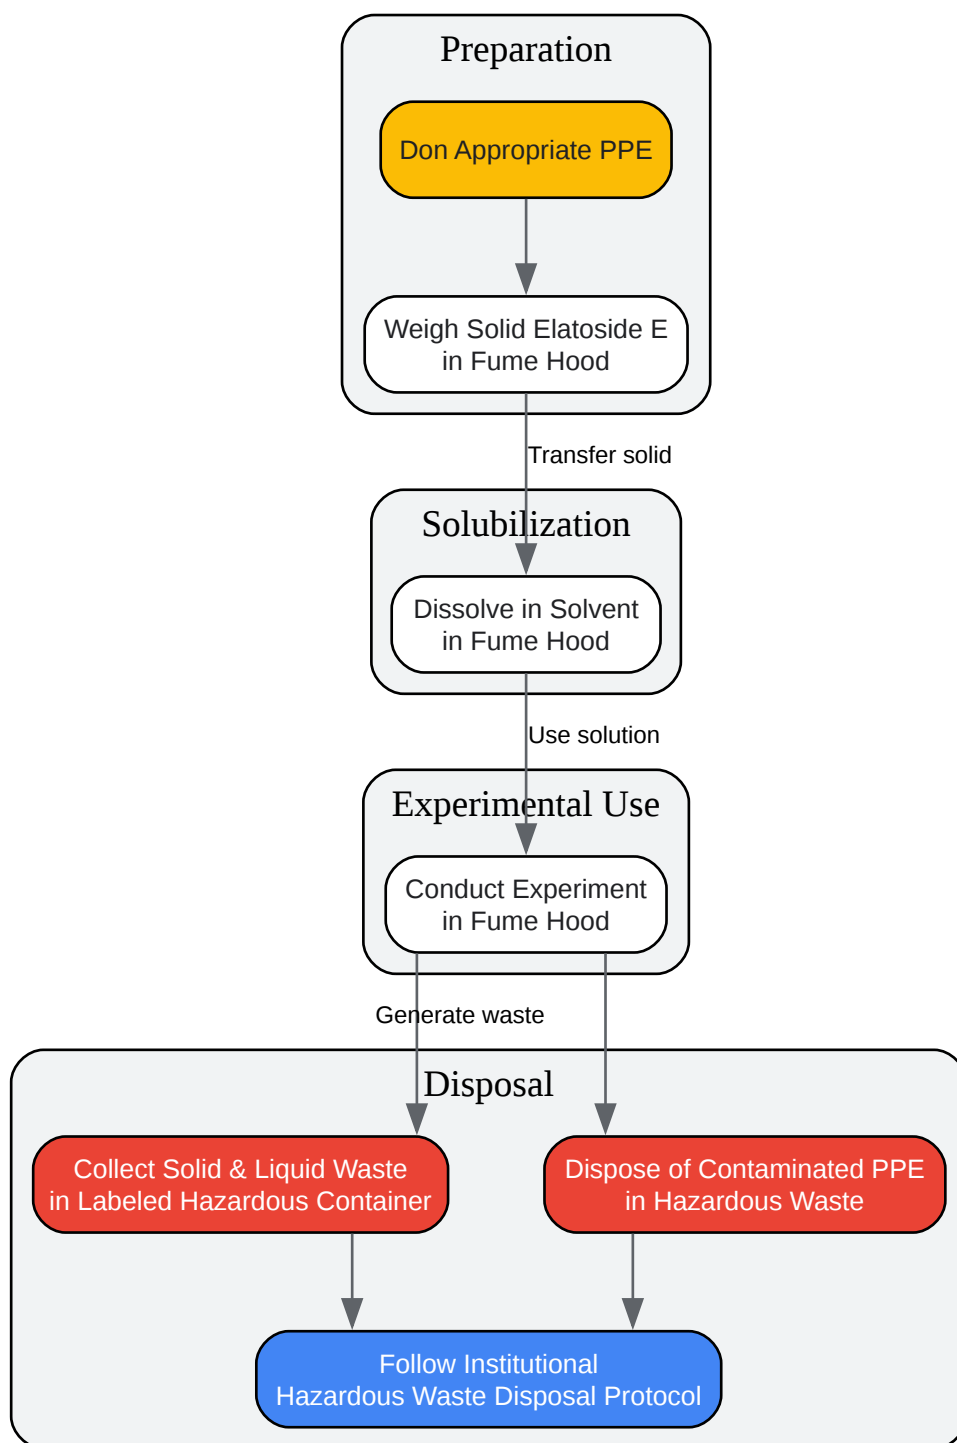 Preparation
Don Appropriate PPE
Weigh Solid Elatoside E
in Fume Hood
Transfer solid
Solubilization
Dissolve in Solvent
in Fume Hood
Use solution
Experimental Use
Conduct Experiment
in Fume Hood
Generate waste
Disposal
Collect Solid & Liquid Waste
in Labeled Hazardous Container
Dispose of Contaminated PPE
in Hazardous Waste
Follow Institutional
Hazardous Waste Disposal Protocol